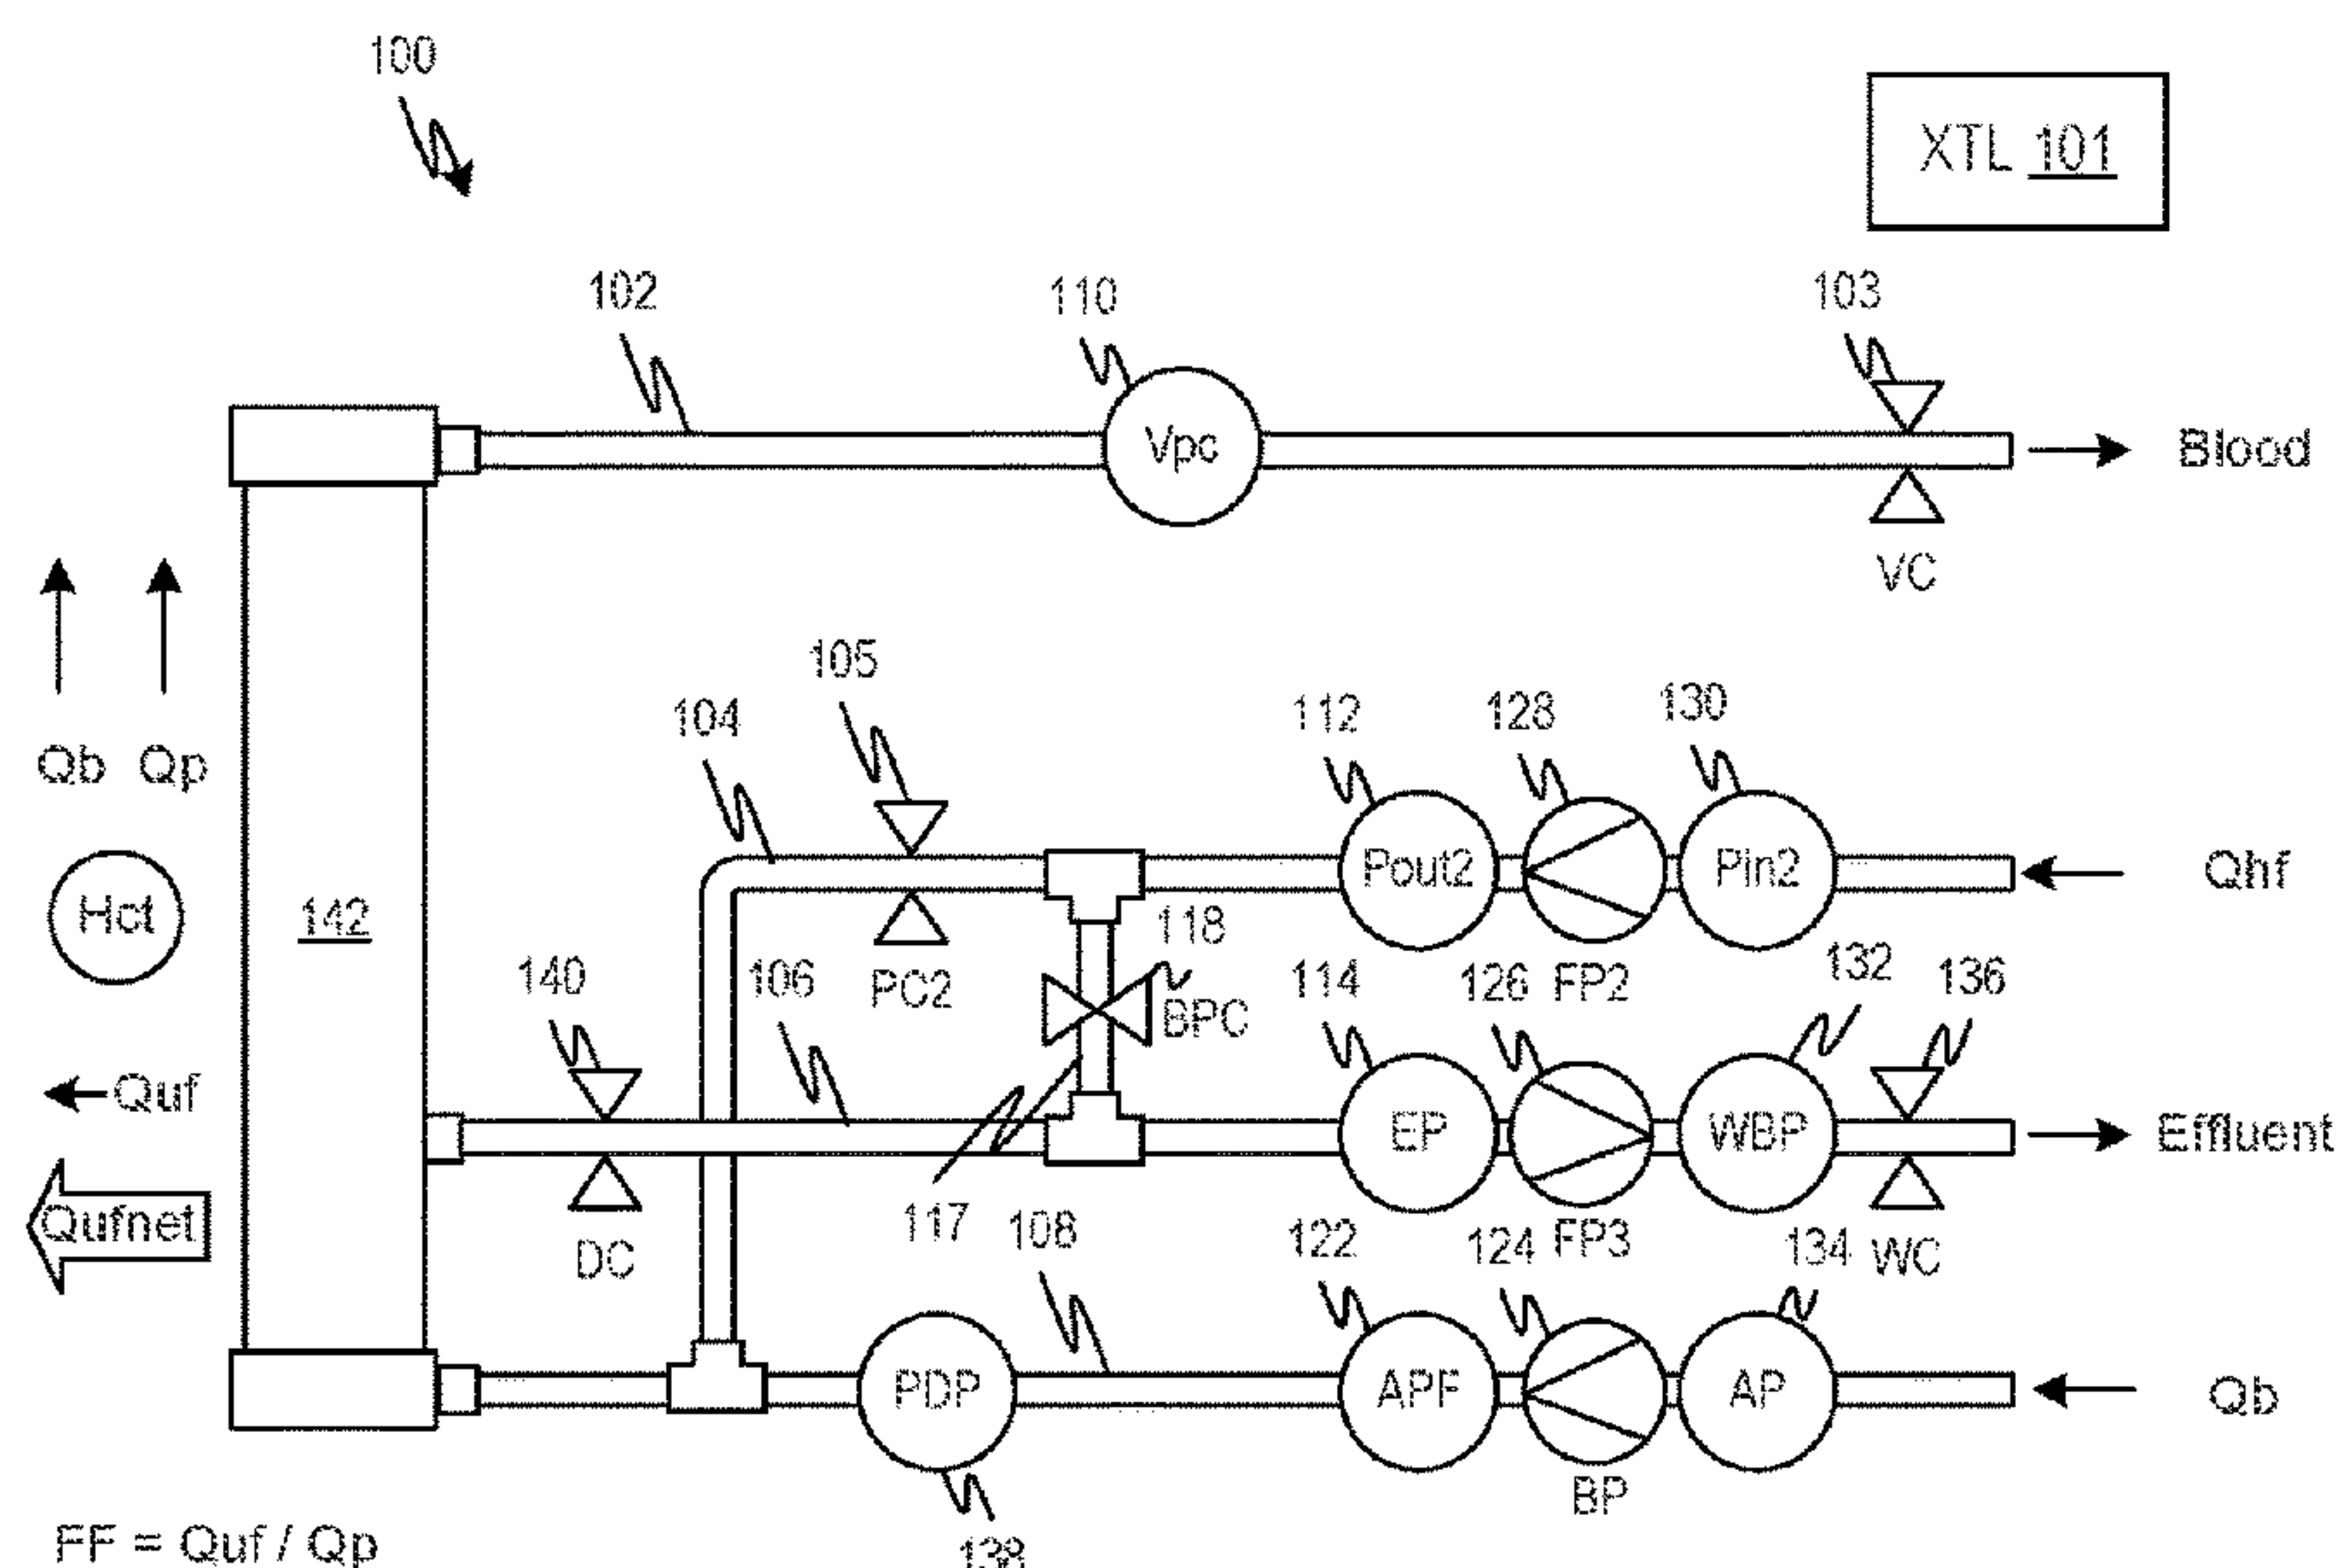 100
XTL 101
102
110
103
Vpc
Blood
VC
105
104
112
128
130
Qb Qp
Pout2
Pin2
Qhf
Hct
142
118
140
106
PC2
BPC
114
126
FP2
132
136
Quf
EP
WBP
Effluent
Qufnet
DC
117
108
122
124
FP3
134
WC
PDP
APF
AP
Qb
BP
FF = Quf / Qp
138